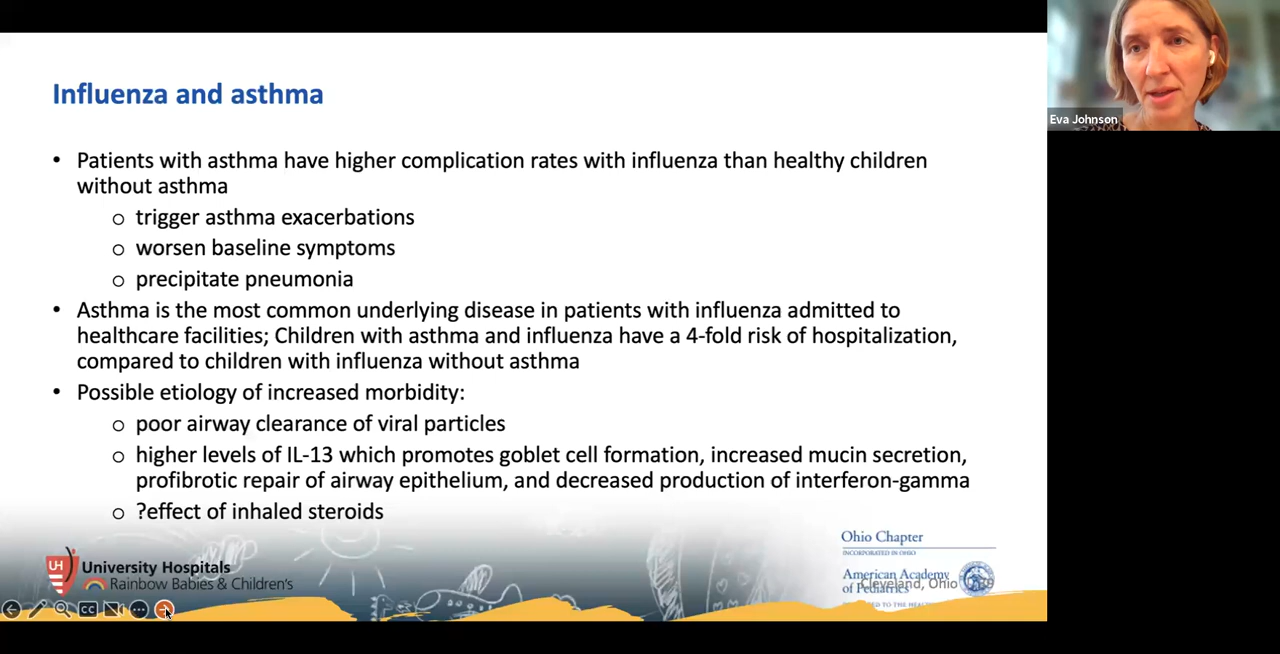 Influenza and asthma
Eva Johnson
• Patients with asthma have higher complication rates with influenza than healthy children
without asthma
o trigger asthma exacerbations
o worsen baseline symptoms
o precipitate pneumonia
• Asthma is the most common underlying disease in patients with influenza admitted to
healthcare facilities; Children with asthma and influenza have a 4-fold risk of hospitalization,
compared to children with influenza without asthma
• Possible etiology of increased morbidity:
o poor airway clearance of viral particles
o higher levels of IL-13 which promotes goblet cell formation, increased mucin secretion,
profibrotic repair of airway epithelium, and decreased production of interferon-gamma
o ?effect of inhaled steroids
UH
University Hospitals
Rainbow Babies & Children's
Ohio Chapter
INCORPORATED IN OHIO
American Academy
of Pediatrics
Cleveland, Ohio
CC